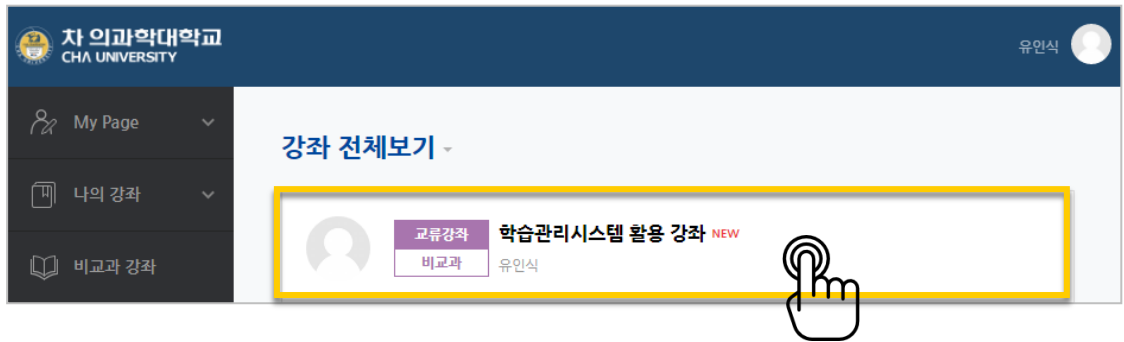 차 의과학대학교
CHA UNIVERSITY
유인식
My Page
나의 강좌
비교과 강좌
강좌 전체보기
교류강좌
비교과
학습관리시스템 활용 강좌 NEW
유인식